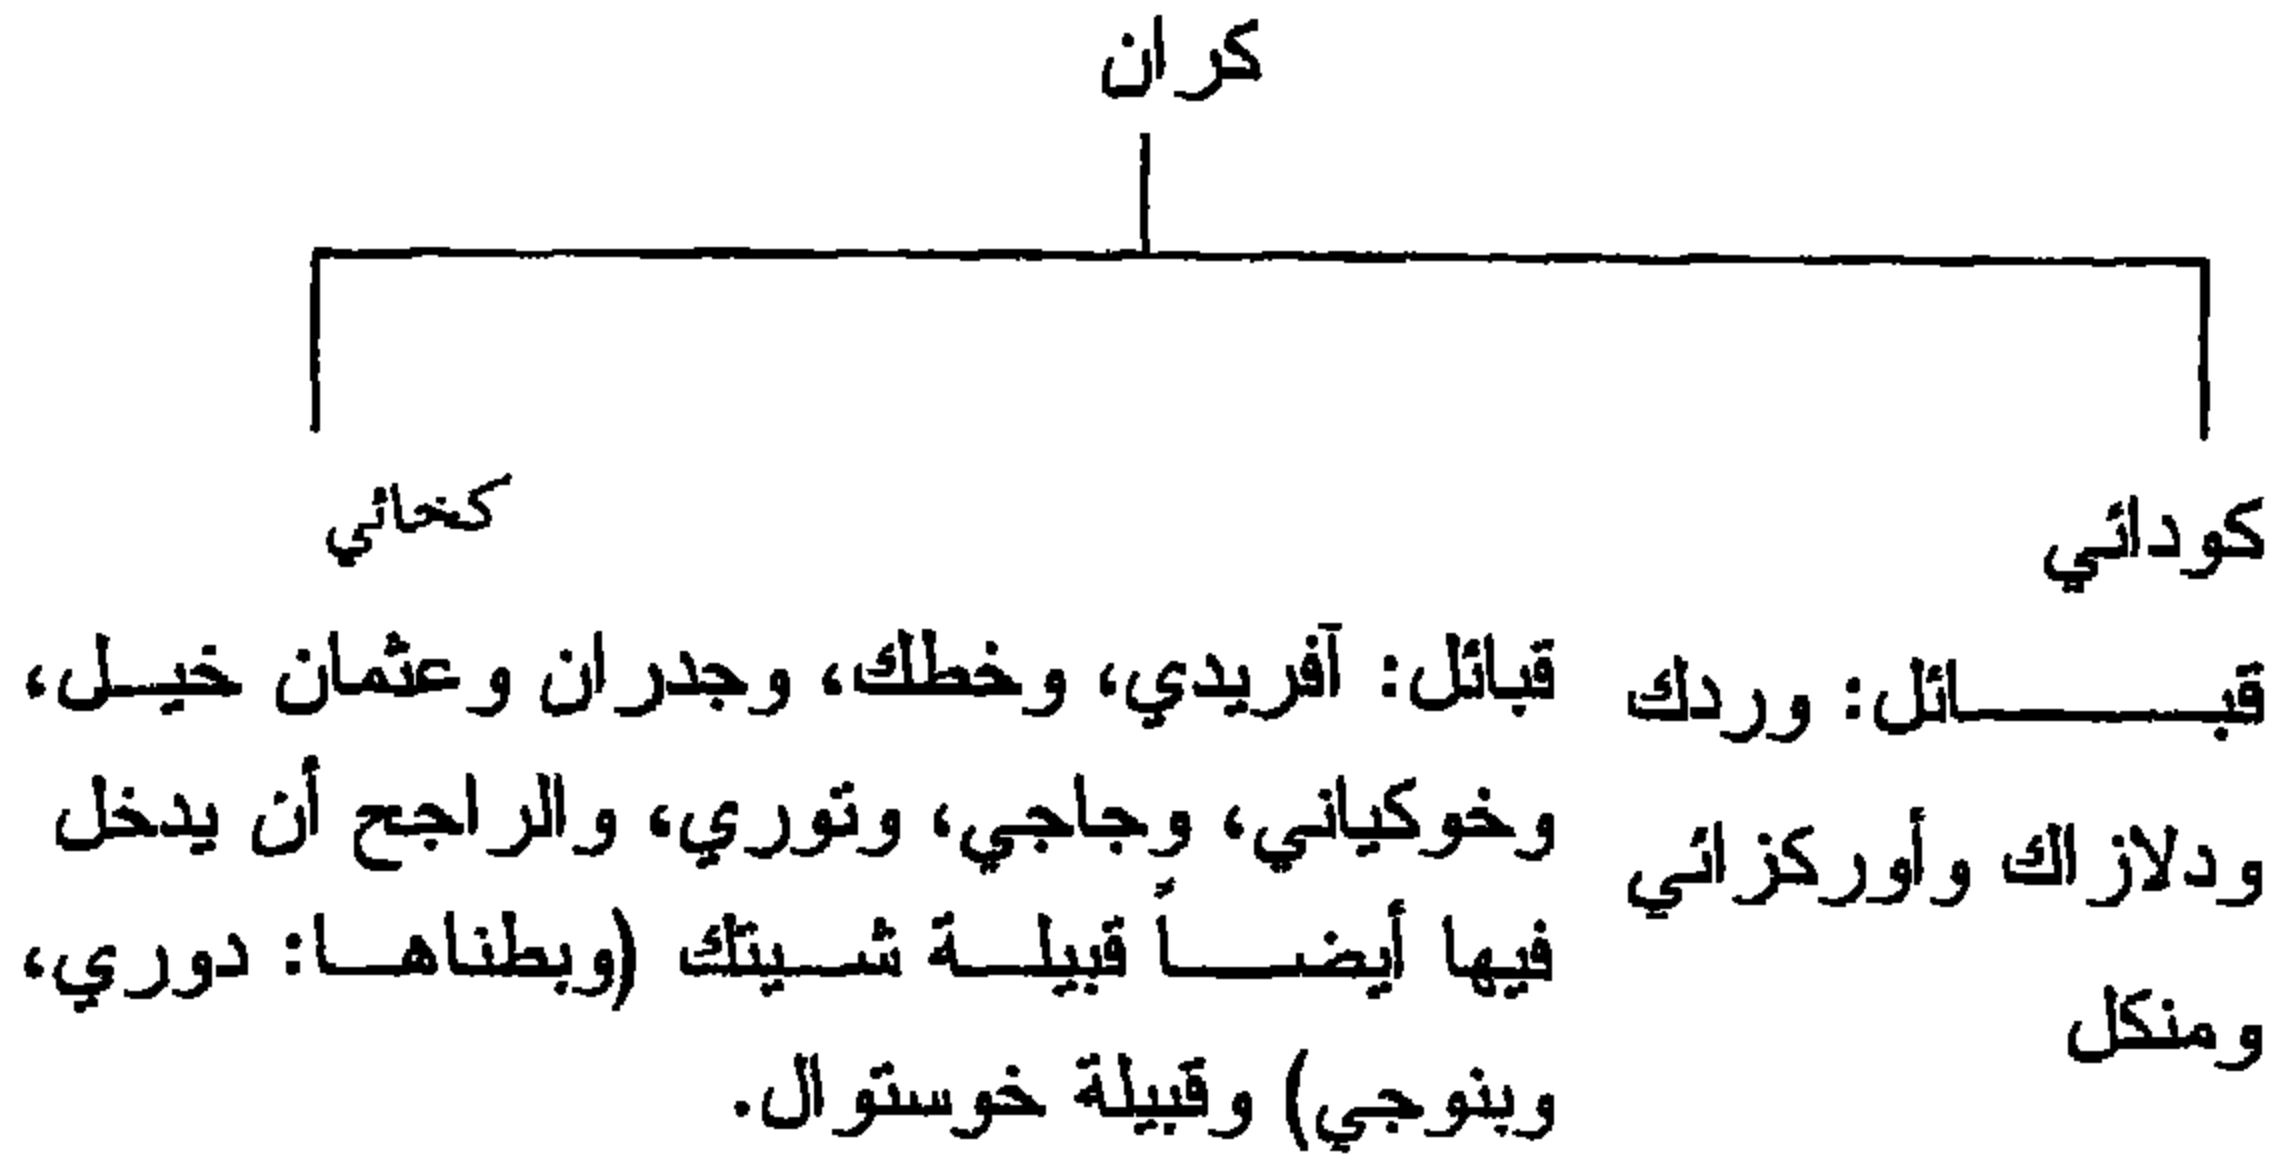 كران
كودائي
قبائل: وردك
ودلازاك وأوركزائي
ومنكل
كخائي
قبائل: آفريدي، وخطك، وجدران وعثمان خيل،
وخوكياني، وجاجي، وتوري، والراجح أن يدخل
فيها أيضاً قبيلة شيتك (وبطناها: دوري،
وبنوجي) وقبيلة خوستوال.